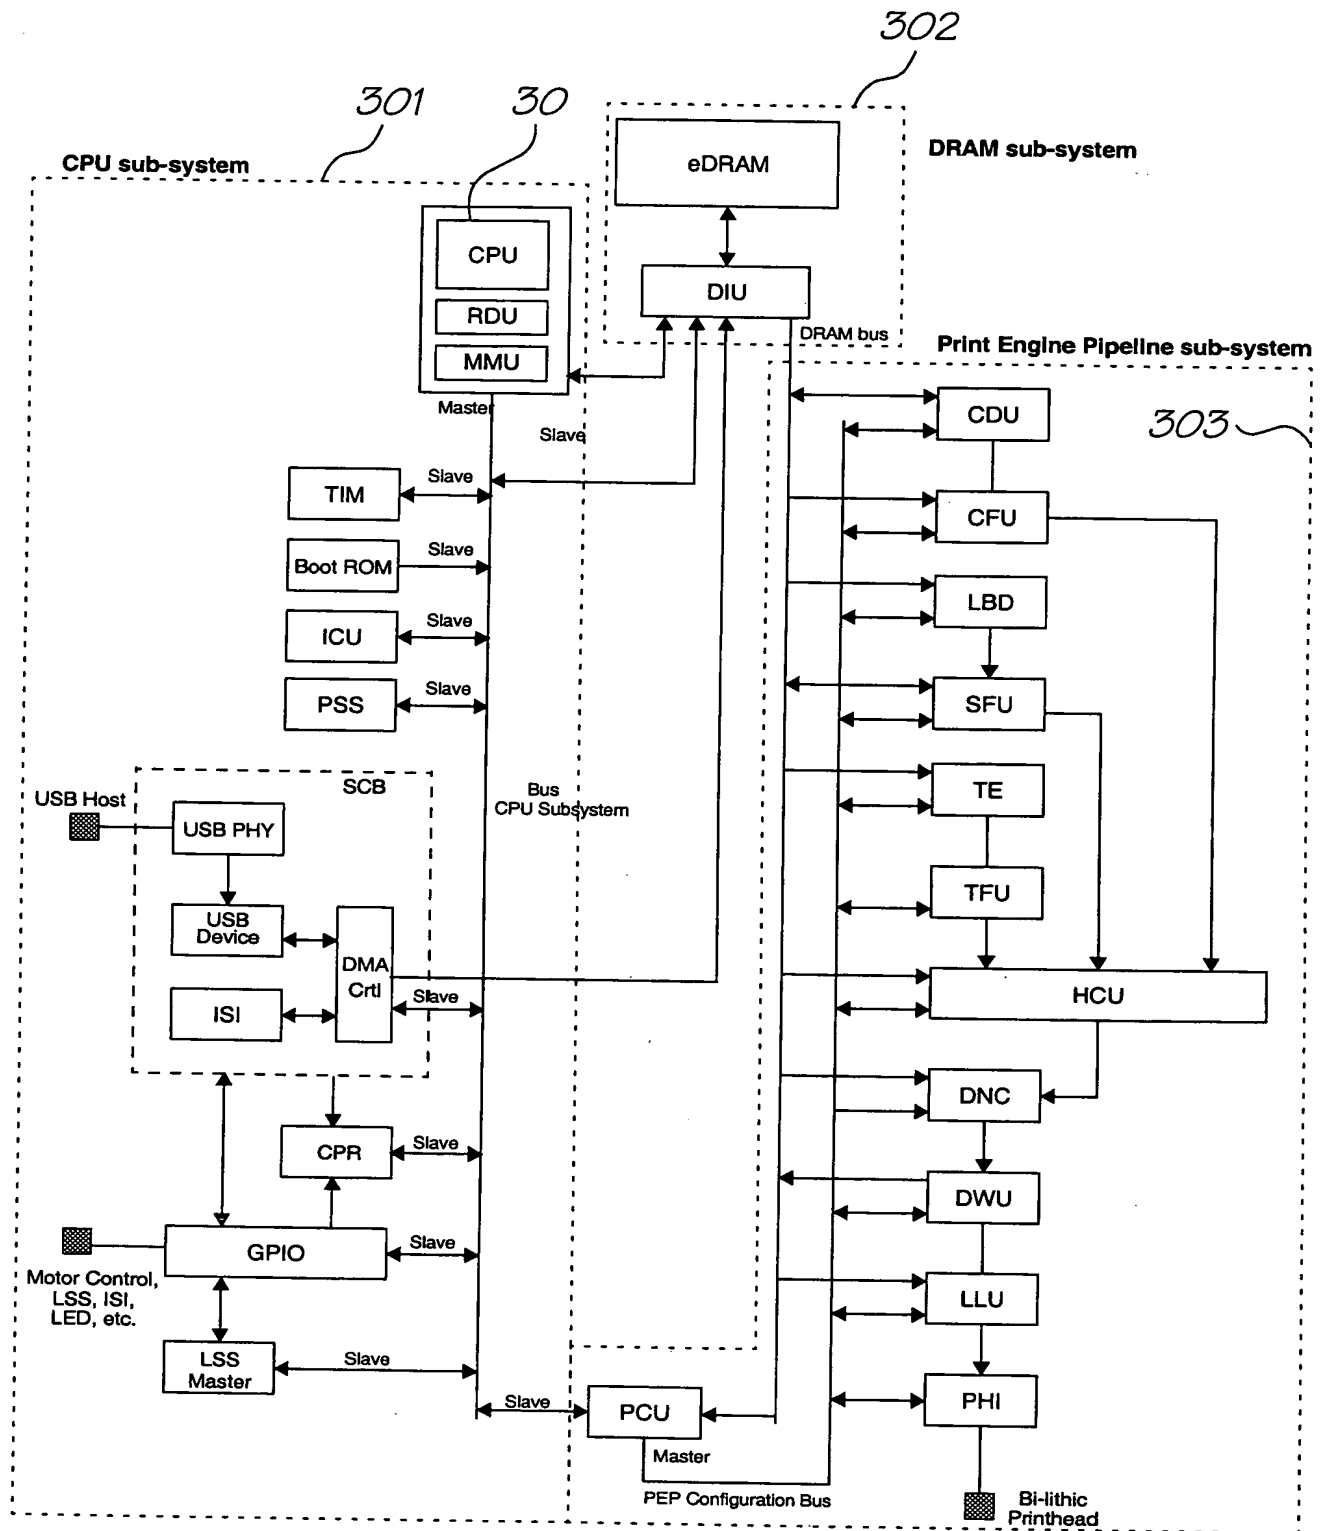 302
301
30
CPU sub-system
DRAM sub-system
eDRAM
CPU
DIU
RDU
MMU
DRAM bus
Print Engine Pipeline sub-system
Master
Slave
CDU
303
TIM
Slave
CFU
Boot ROM
Slave
LBD
ICU
Slave
PSS
Slave
SFU
SCB
TE
Bus
CPU Subsystem
USB Host
USB PHY
TFU
USB
Device
DMA
Crtl
Slave
HCU
ISI
DNC
CPR
Slave
DWU
GPIO
Slave
Motor Control,
LSS, ISI,
LED, etc.
LLU
LSS
Master
Slave
Slave
PCU
PHI
Master
PEP Configuration Bus
Bi-lithic
Printhead